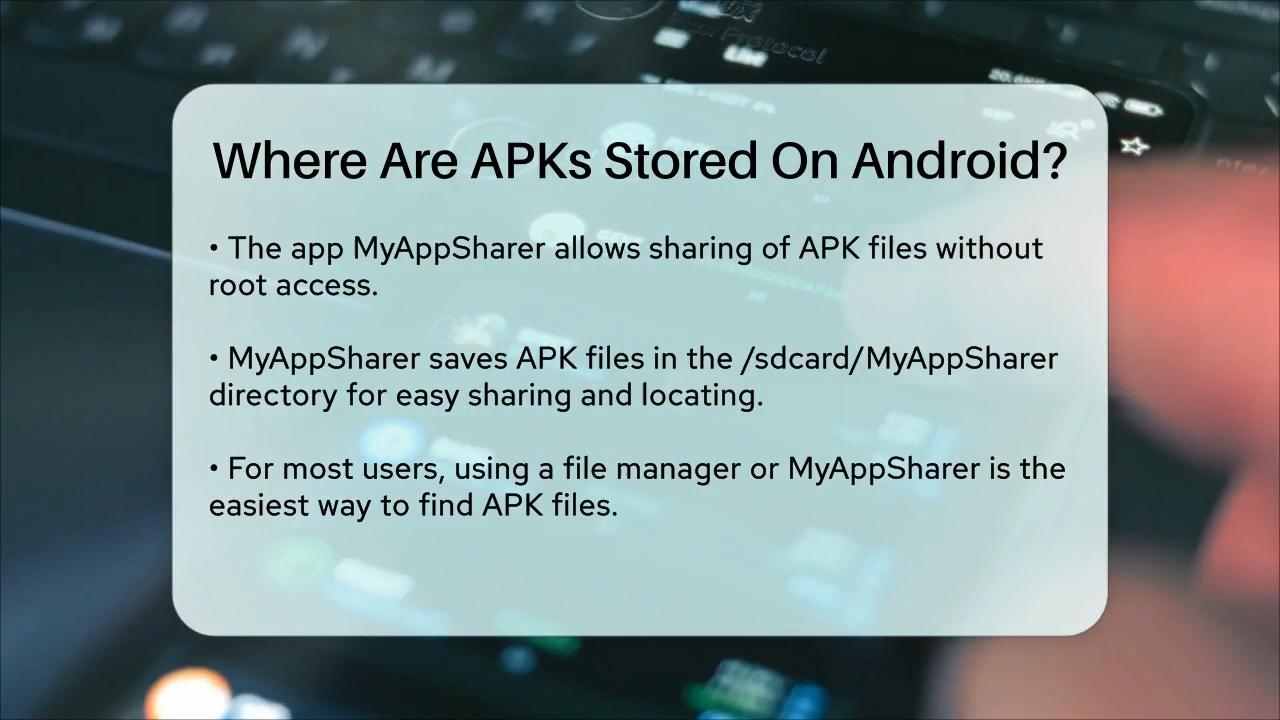 Where Are APKs Stored On Android?
• The app MyAppSharer allows sharing of APK files without
root access.
• MyAppSharer saves APK files in the /sdcard/MyAppSharer
directory for easy sharing and locating.
• For most users, using a file manager or MyAppSharer is the
easiest way to find APK files.